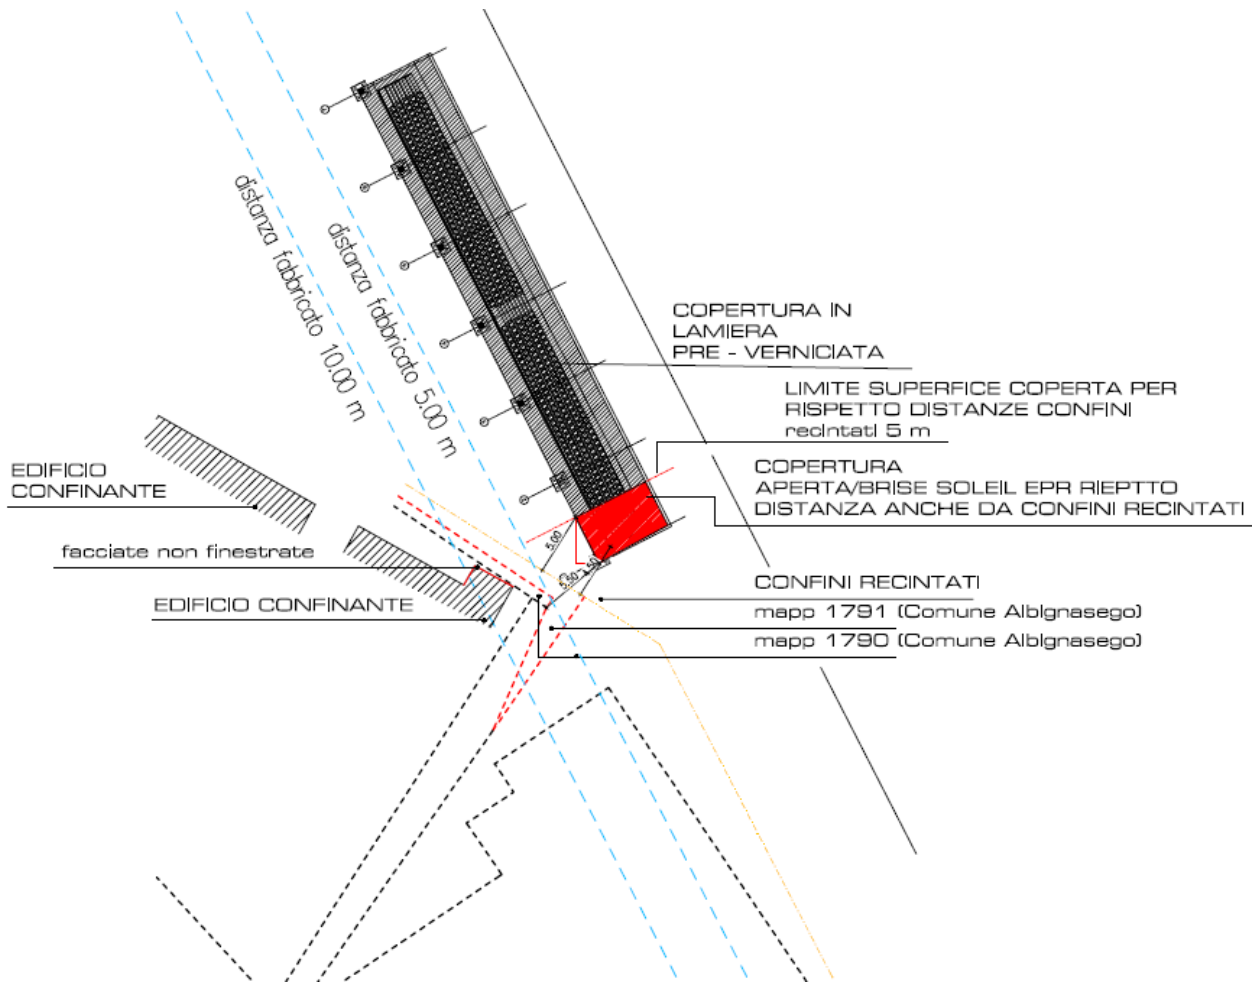 distanza fabbricato 10.00 m
distanza fabbricato 5.00 m
COPERTURA IN
LAMIERA
PRE - VERNICIATA
LIMITE SUPERFICE COPERTA PER
RISPETTO DISTANZE CONFINI
recintati 5 m
EDIFICIO
CONFINANTE
COPERTURA
APERTA/BRISE SOLEIL EPR RIEPTTO
DISTANZA ANCHE DA CONFINI RECINTATI
facciate non finestrate
5.00
EDIFICIO CONFINANTE
CONFINI RECINTATI
mapp 1791 (Comune AlbIgnasego)
mapp 1790 (Comune AlbIgnasego)